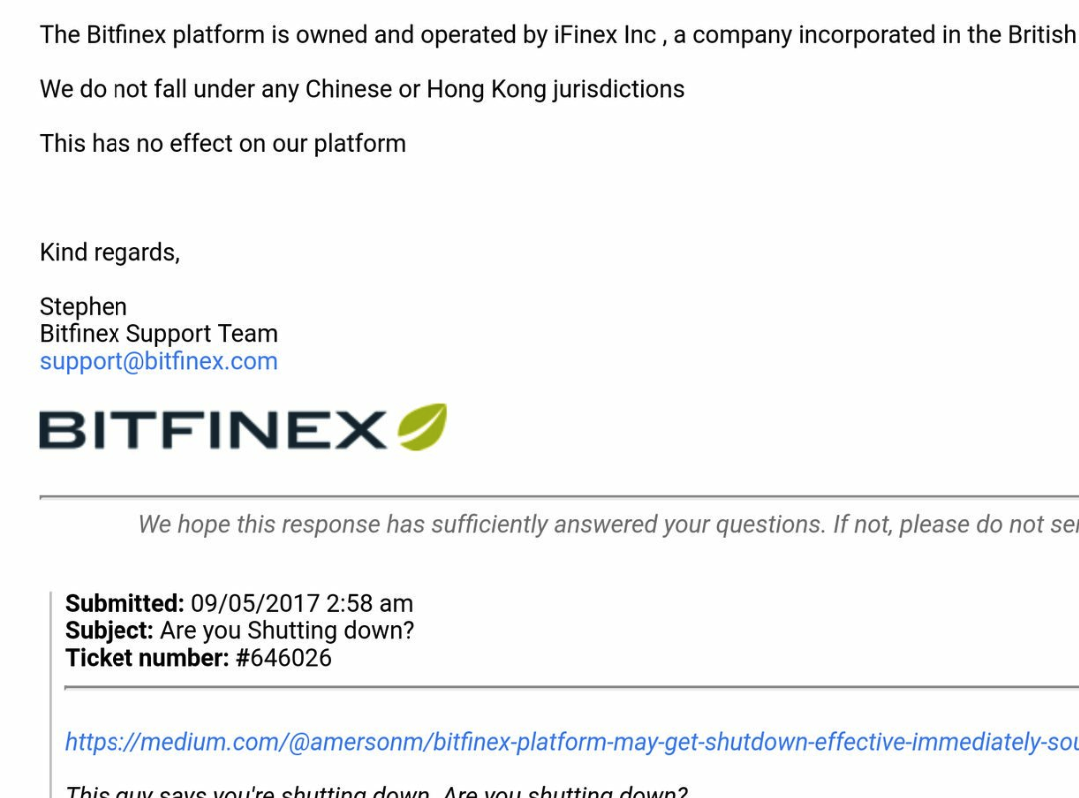 The Bitfinex platform is owned and operated by iFinex Inc , a company incorporated in the British
We do not fall under any Chinese or Hong Kong jurisdictions
This has no effect on our platform
Kind regards,
Stephen
Bitfinex Support Team
support@bitfinex.com
BITFINEX
We hope this response has sufficiently answered your questions. If not, please do not
Submitted: 09/05/2017 2:58 am
Subject: Are you Shutting down?
Ticket number: #646026
https://medium.com/@amersonm/bitfinex-platform-may-get-shutdown-effective-immediately-sou
This guy says you're shutting down. Are you shutting down?